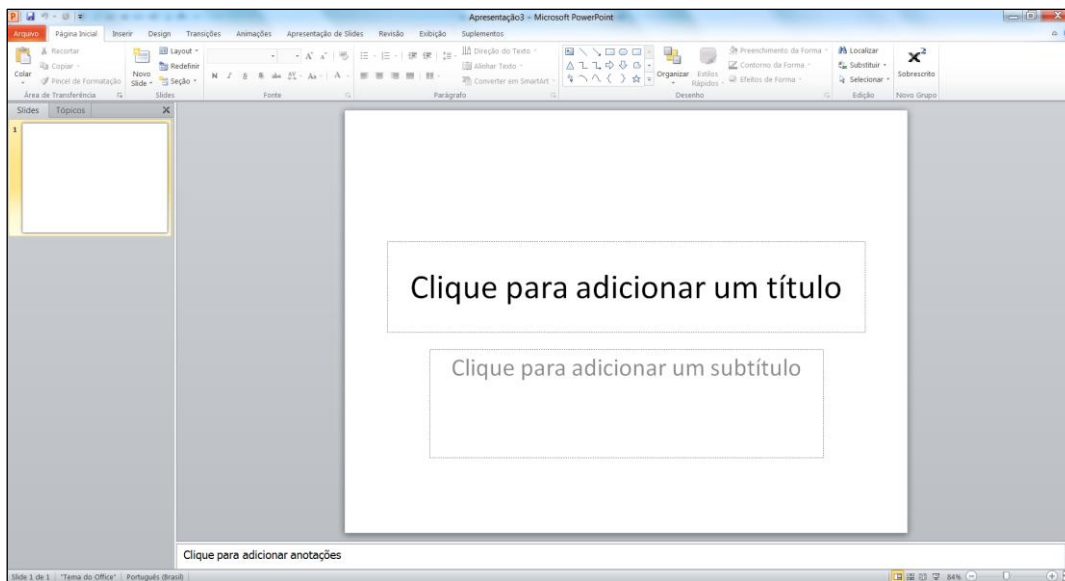 Apresentação3 - Microsoft PowerPoint
Arquivo Página Inicial Inserir Design Transições Animações Apresentação de Slides Revisão Exibição Suplementos
Colar
Recortar
Copiar
Pincel de Formatação
Área de Transferência
Novo Slide
Layout
Redefinir
Seção
Slides
N I S S abc AV Aa A
Fonte
Direção do Texto
Alinhar Texto
Converter em SmartArt
Parágrafo
Organizar
Estilos Rápidos
Preenchimento da Forma
Contorno da Forma
Efeitos de Forma
Desenho
Localizar
Substituir
Selecionar
Edição
x²
Sobrescrito
Novo Grupo
Slides Tópicos
1
Clique para adicionar um título
Clique para adicionar um subtítulo
Clique para adicionar anotações
Slide 1 de 1 "Tema do Office" Português (Brasil) 84%